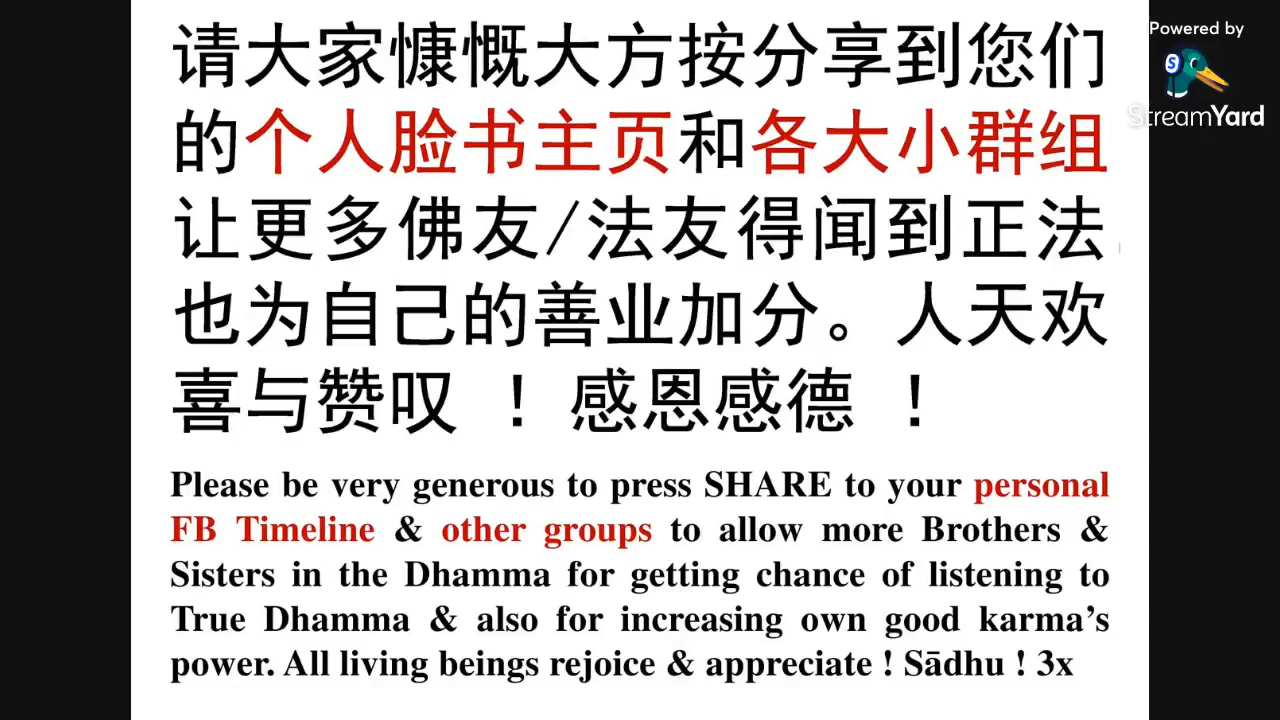 请大家慷慨大方按分享到您们
的个人脸书主页和各大小群组
让更多佛友/法友得闻到正法
也为自己的善业加分。人天欢
喜与赞叹 ！感恩感德 ！
Please be very generous to press SHARE to your personal
FB Timeline & other groups to allow more Brothers &
Sisters in the Dhamma for getting chance of listening to
True Dhamma & also for increasing own good karma’s
power. All living beings rejoice & appreciate ! Sādhu ! 3x
Powered by
S
StreamYard